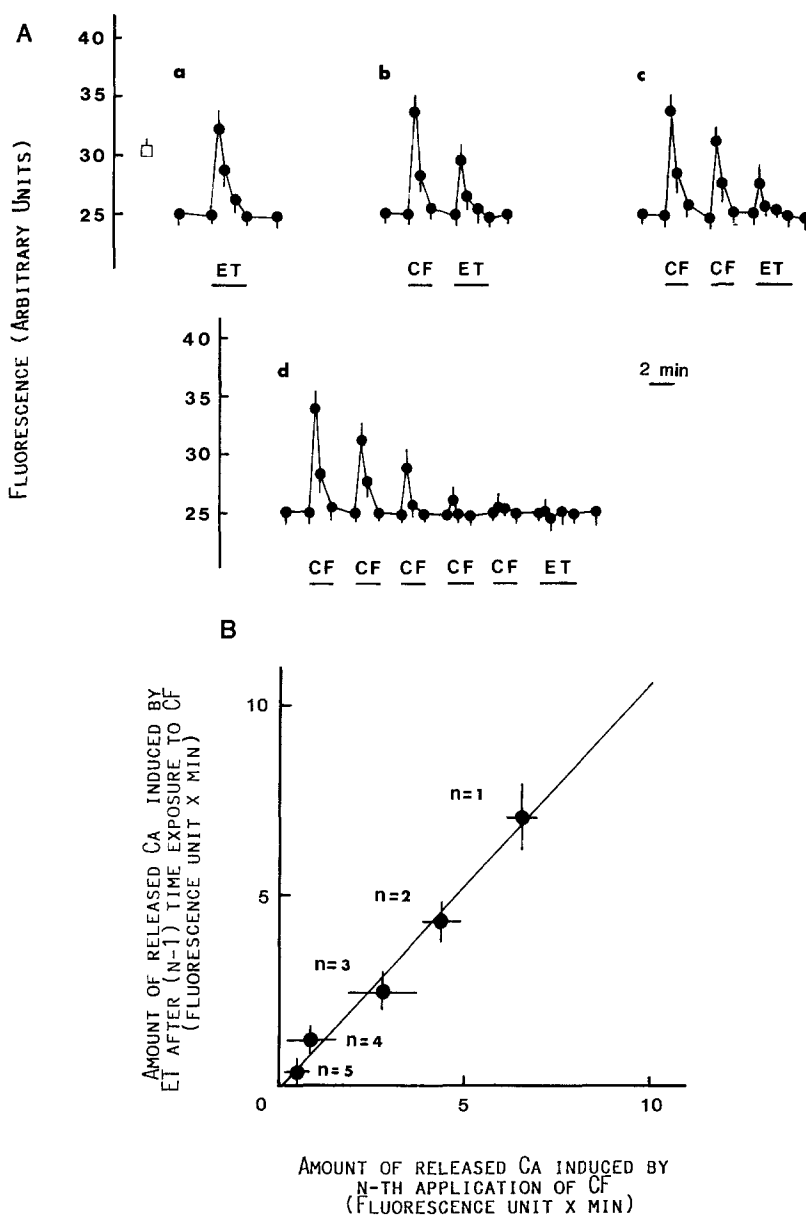 A
FLUORESCENCE (ARBITRARY UNITS)
40
35
30
25
a
ET
b
CF ET
c
CF CF ET
40
35
30
25
d
2 min
CF CF CF CF CF ET
B
AMOUNT OF RELEASED CA INDUCED BY
ET AFTER (N-1) TIME EXPOSURE TO CF
(FLUORESCENCE UNIT X MIN)
10
5
0
n=1
n=2
n=3
n=4
n=5
5
10
AMOUNT OF RELEASED CA INDUCED BY
N-TH APPLICATION OF CF
(FLUORESCENCE UNIT X MIN)